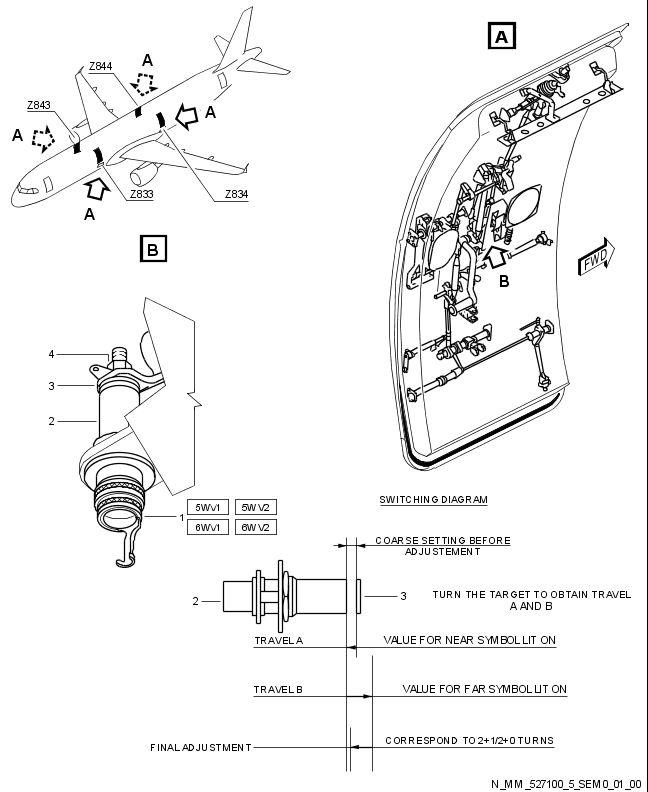 A
Z844
A
Z843
A
A
A
Z833
Z834
B
B
FWD
4
3
2
1
5WV1 5WV2
6WV1 6WV2
SWITCHING DIAGRAM
COARSE SETTING BEFORE
ADJUSTEMENT
2
3
TURN THE TARGET TO OBTAIN TRAVEL
A AND B
TRAVEL A
VALUE FOR NEAR SYMBOL LIT ON
TRAVEL B
VALUE FOR FAR SYMBOL LIT ON
FINAL ADJUSTMENT
CORRESPOND TO 2+1/2+0 TURNS
N_MM_527100_5_SEM0_01_00